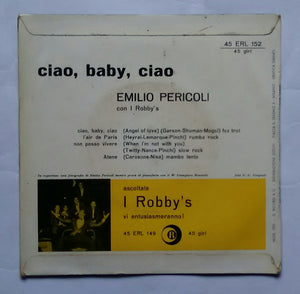 45 ERL 152
45 giri
ciao, baby, ciao
EMILIO PERICOLI
con I Robby's
ciao, baby, ciao (Angel of love) (Garson-Shuman-Mogol) fox trot
l'air de Paris (Heyral-Lemarque-Pinchi) rumba rock
non posso vivere (When I'm not with you)
(Twitty-Nance-Pinchi) slow rock
Atene (Carosone-Nisa) mambo lento
ascoltate
I Robby's
vi entusiasmeranno!
45 ERL 149
R
45 giri